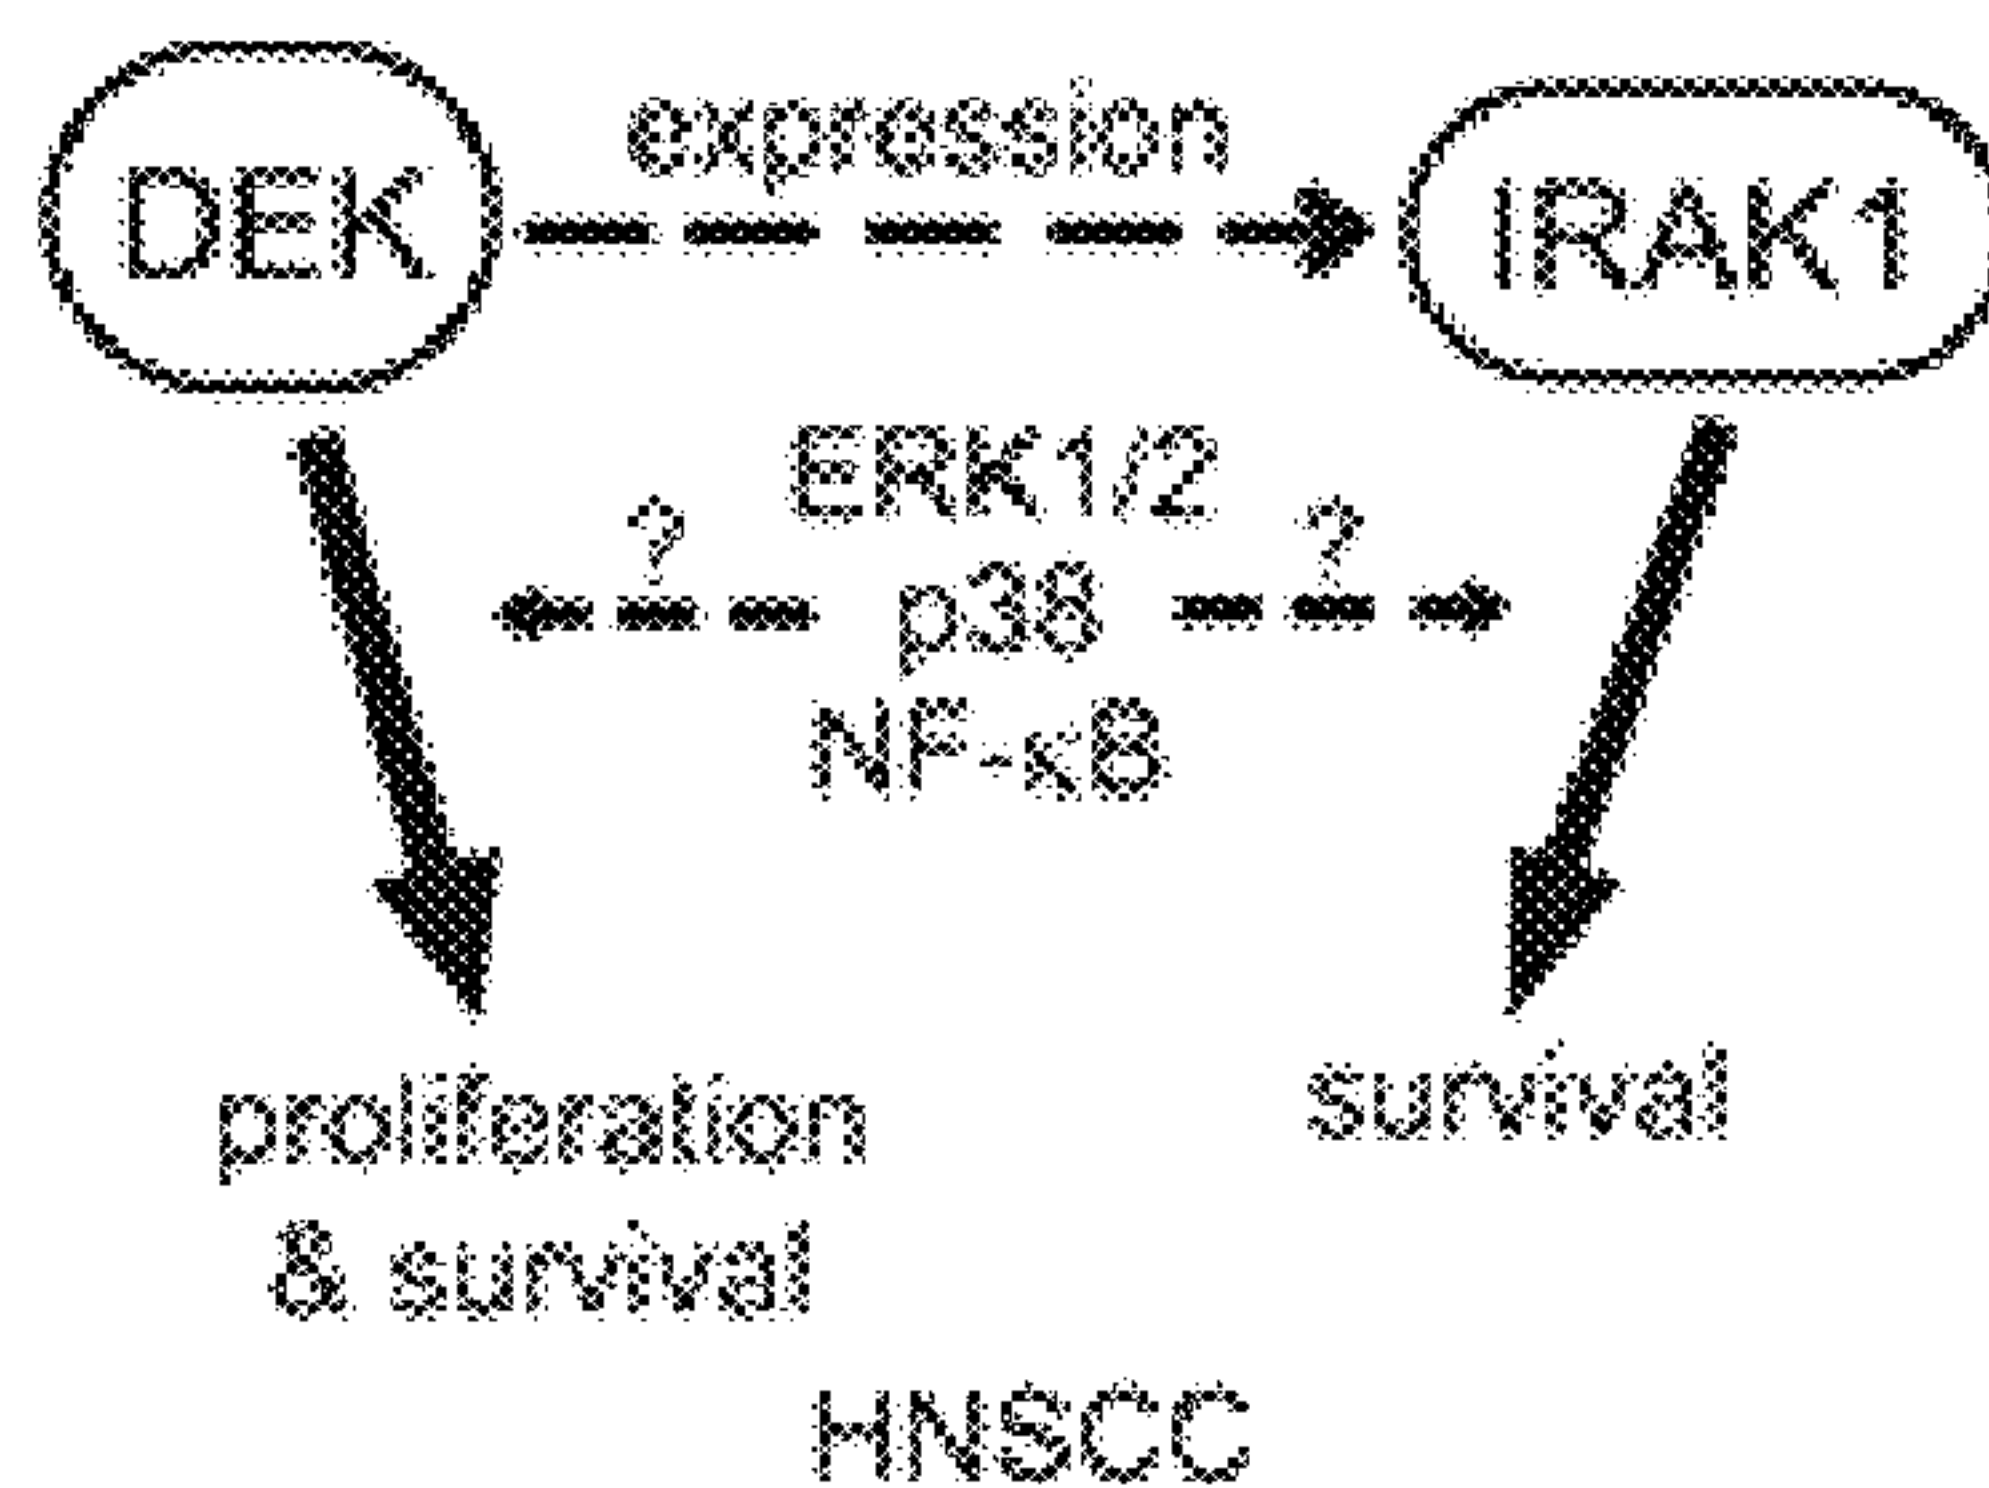 expression
DEK
IRAK1
ERK1/2
? ?
p38
NF-κB
proliferation
& survival
survival
HNSCC